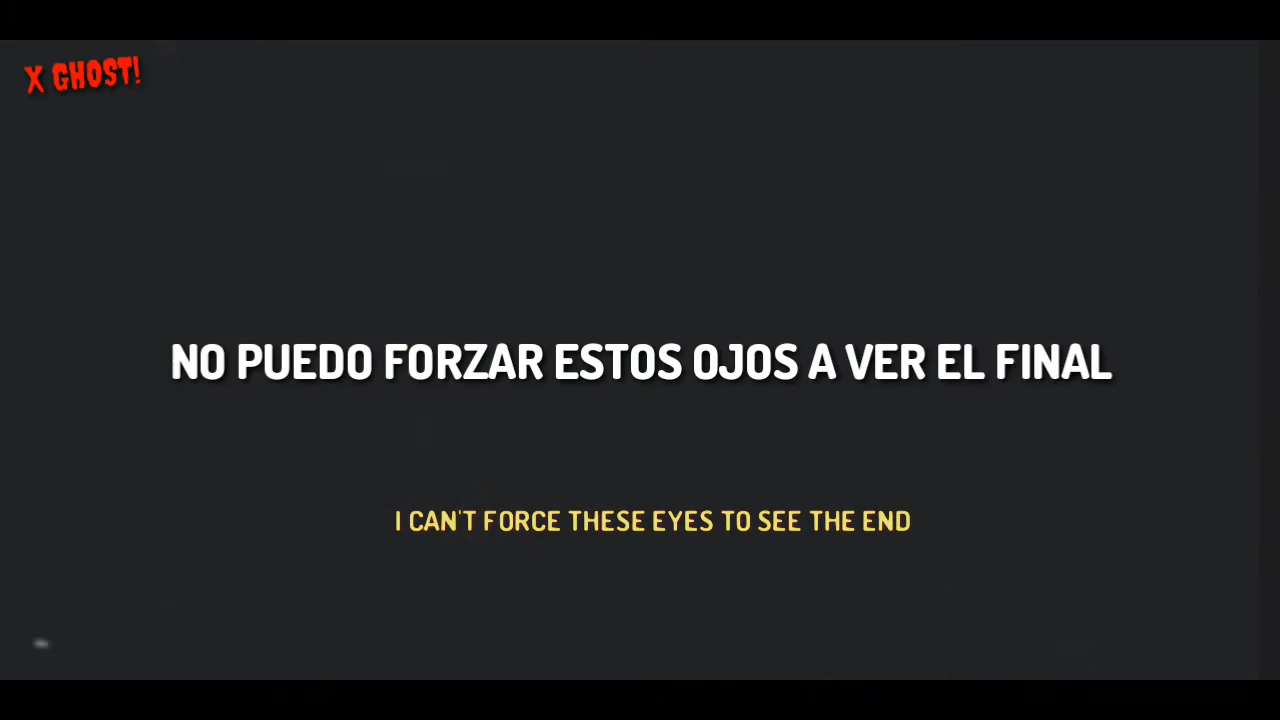 X GHOST!
NO PUEDO FORZAR ESTOS OJOS A VER EL FINAL
I CAN'T FORCE THESE EYES TO SEE THE END